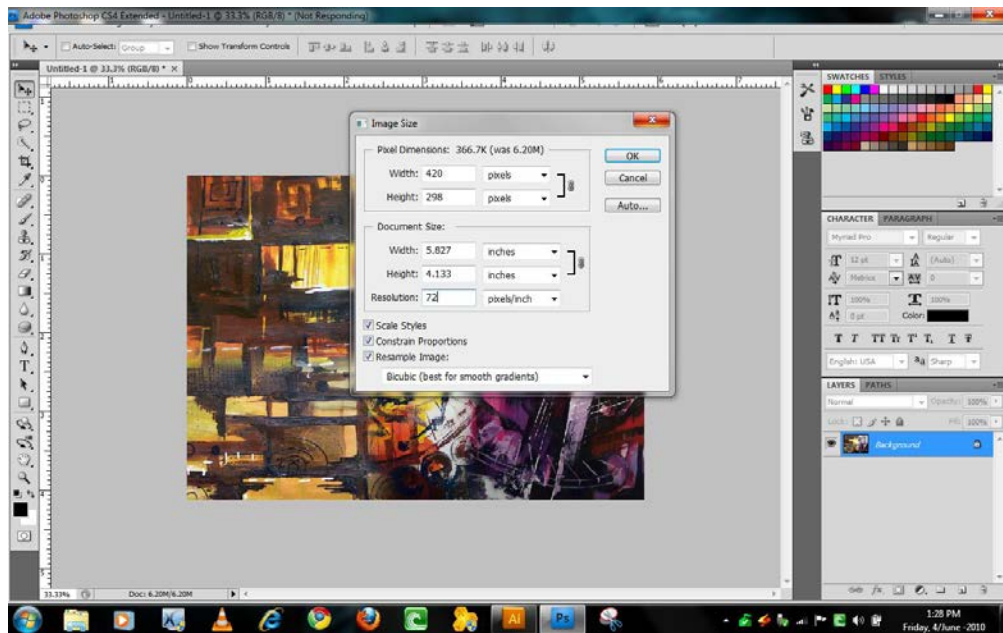 Adobe Photoshop CS4 Extended - Untitled-1 @ 33.3% (RGB/8) * (Not Responding)
Auto-Select: Group Show Transform Controls
Untitled-1 @ 33.3% (RGB/8) * ×
Image Size
Pixel Dimensions: 366.7K (was 6.20M)
Width: 420 pixels
Height: 298 pixels
Document Size:
Width: 5.827 inches
Height: 4.133 inches
Resolution: 72 pixels/inch
Scale Styles
Constrain Proportions
Resample Image:
Bicubic (best for smooth gradients)
OK
Cancel
Auto...
SWATCHES STYLES
CHARACTER PARAGRAPH
Myriad Pro Regular
12 pt (Auto)
Metrics 0
100% 100%
0 pt Color:
English: USA Sharp
LAYERS PATHS
Normal Opacity: 100%
Lock: Fill: 100%
Background
33.33% Doc: 6.20M/6.20M
Ai Ps
1:28 PM
Friday, 4/June -2010